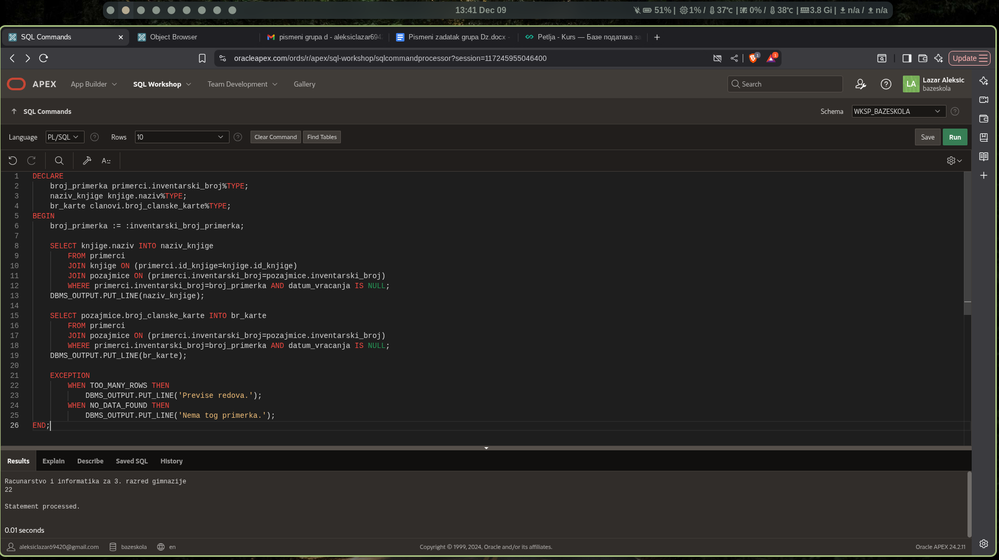 13:41 Dec 09
51% | 1% / 37℃ | 0% / 38℃ | 3.8 Gi | n/a / n/a
SQL Commands
Object Browser
pismeni grupa d - aleksiclazar694
Pismeni zadatak grupa Dz.docx -
Petlja - Kurs — Базе података за
oracleapex.com/ords/r/apex/sql-workshop/sqlcommandprocessor?session=117245955046400
1
1
Update
APEX
App Builder
SQL Workshop
Team Development
Gallery
Search
LA
Lazar Aleksic
bazeskola
SQL Commands
Schema
WKSP_BAZESKOLA
Language
PL/SQL
Rows
10
Clear Command
Find Tables
Save
Run
1 DECLARE
2 broj_primerka primerci.inventarski_broj%TYPE;
3 naziv_knjige knjige.naziv%TYPE;
4 br_karte clanovi.broj_clanske_karte%TYPE;
5 BEGIN
6 broj_primerka := :inventarski_broj_primerka;
7
8 SELECT knjige.naziv INTO naziv_knjige
9 FROM primerci
10 JOIN knjige ON (primerci.id_knjige=knjige.id_knjige)
11 JOIN pozajmice ON (primerci.inventarski_broj=pozajmice.inventarski_broj)
12 WHERE primerci.inventarski_broj=broj_primerka AND datum_vracanja IS NULL;
13 DBMS_OUTPUT.PUT_LINE(naziv_knjige);
14
15 SELECT pozajmice.broj_clanske_karte INTO br_karte
16 FROM primerci
17 JOIN pozajmice ON (primerci.inventarski_broj=pozajmice.inventarski_broj)
18 WHERE primerci.inventarski_broj=broj_primerka AND datum_vracanja IS NULL;
19 DBMS_OUTPUT.PUT_LINE(br_karte);
20
21 EXCEPTION
22 WHEN TOO_MANY_ROWS THEN
23 DBMS_OUTPUT.PUT_LINE('Previse redova.');
24 WHEN NO_DATA_FOUND THEN
25 DBMS_OUTPUT.PUT_LINE('Nema tog primerka.');
26 END;
Results
Explain
Describe
Saved SQL
History
Racunarstvo i informatika za 3. razred gimnazije
22
Statement processed.
0.01 seconds
aleksiclazar69420@gmail.com
bazeskola
en
Copyright © 1999, 2024, Oracle and/or its affiliates.
Oracle APEX 24.2.11